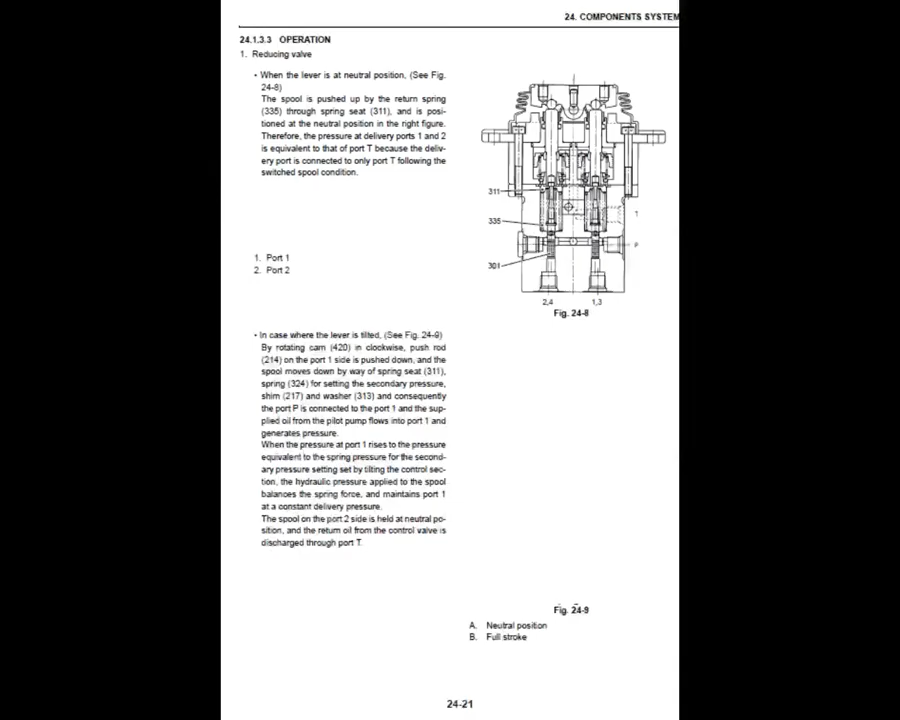 24. COMPONENTS SYSTEM
24.1.3.3 OPERATION
1. Reducing valve
• When the lever is at neutral position, (See Fig.
24-8)
The spool is pushed up by the return spring
(335) through spring seat (311), and is posi-
tioned at the neutral position in the right figure.
Therefore, the pressure at delivery ports 1 and 2
is equivalent to that of port T because the deliv-
ery port is connected to only port T following the
switched spool condition.
1. Port 1
2. Port 2
311
335
301
T
P
2,4
1,3
Fig. 24-8
• In case where the lever is tilted, (See Fig. 24-9)
By rotating cam (420) in clockwise, push rod
(214) on the port 1 side is pushed down, and the
spool moves down by way of spring seat (311),
spring (324) for setting the secondary pressure,
shim (217) and washer (313) and consequently
the port P is connected to the port 1 and the sup-
plied oil from the pilot pump flows into port 1 and
generates pressure.
When the pressure at port 1 rises to the pressure
equivalent to the spring pressure for the second-
ary pressure setting set by tilting the control sec-
tion, the hydraulic pressure applied to the spool
balances the spring force, and maintains port 1
at a constant delivery pressure.
The spool on the port 2 side is held at neutral po-
sition, and the return oil from the control valve is
discharged through port T.
Fig. 24-9
A. Neutral position
B. Full stroke
24-21